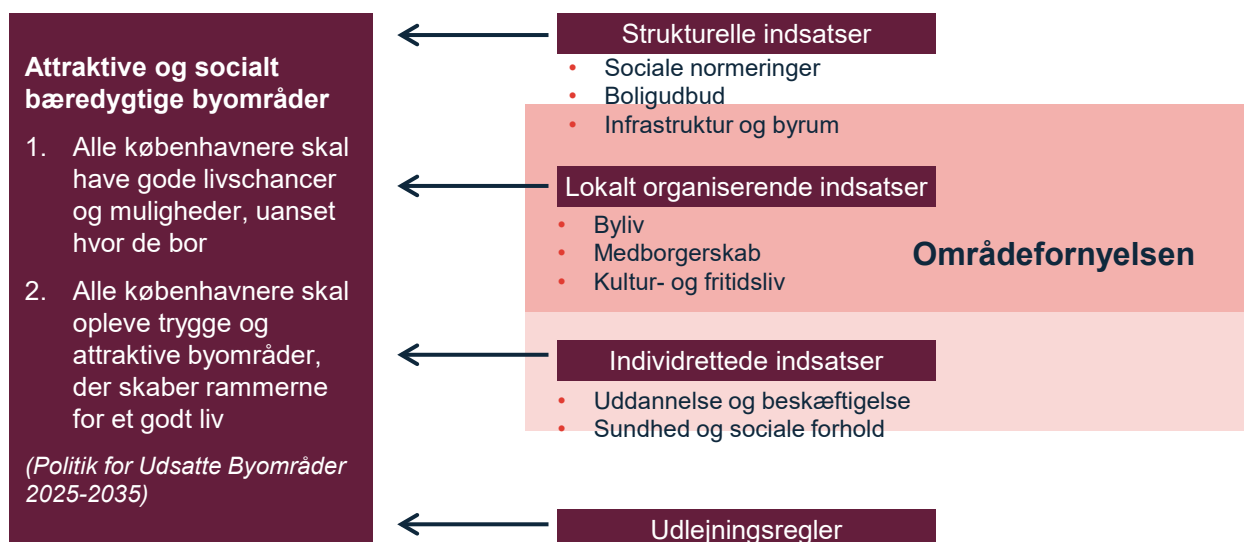 Attraktive og socialt
bæredygtige byområder
1. Alle københavnere skal
have gode livschancer
og muligheder, uanset
hvor de bor
2. Alle københavnere skal
opleve trygge og
attraktive byområder,
der skaber rammerne
for et godt liv
(Politik for Udsatte Byområder
2025-2035)
Strukturelle indsatser
• Sociale normeringer
• Boligudbud
• Infrastruktur og byrum
Lokalt organiserende indsatser
• Byliv
• Medborgerskab
• Kultur- og fritidsliv
Områdefornyelsen
Individrettede indsatser
• Uddannelse og beskæftigelse
• Sundhed og sociale forhold
Udlejningsregler